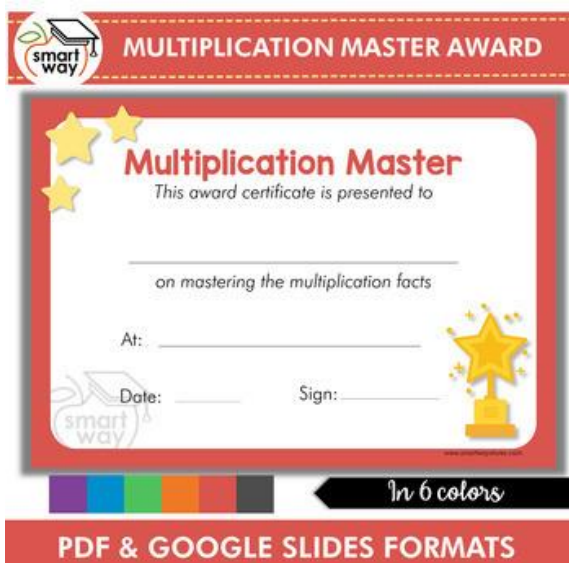 smart
way
MULTIPLICATION MASTER AWARD
Multiplication Master
This award certificate is presented to
on mastering the multiplication facts
At:
Date:
Sign:
smart
way
In 6 colors
PDF & GOOGLE SLIDES FORMATS